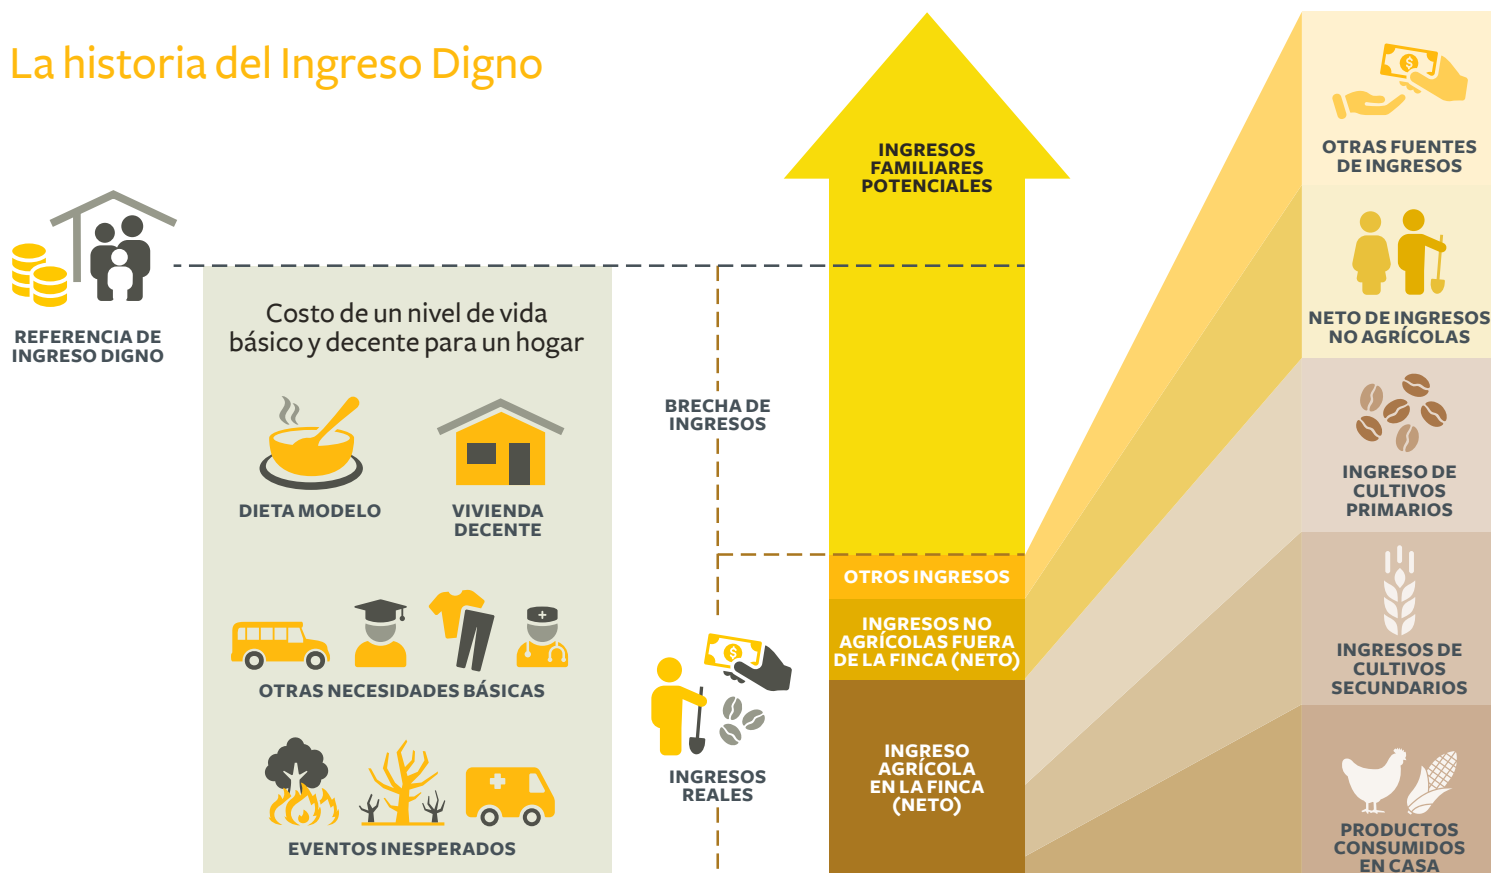 La historia del Ingreso Digno
REFERENCIA DE
INGRESO DIGNO
Costo de un nivel de vida
básico y decente para un hogar
DIETA MODELO
VIVIENDA
DECENTE
OTRAS NECESIDADES BÁSICAS
EVENTOS INESPERADOS
BRECHA DE
INGRESOS
$
INGRESOS
REALES
INGRESOS
FAMILIARES
POTENCIALES
OTROS INGRESOS
INGRESOS NO
AGRÍCOLAS FUERA
DE LA FINCA (NETO)
INGRESO
AGRÍCOLA
EN LA FINCA
(NETO)
$
OTRAS FUENTES
DE INGRESOS
NETO DE INGRESOS
NO AGRÍCOLAS
INGRESO DE
CULTIVOS
PRIMARIOS
INGRESOS DE
CULTIVOS
SECUNDARIOS
PRODUCTOS
CONSUMIDOS
EN CASA